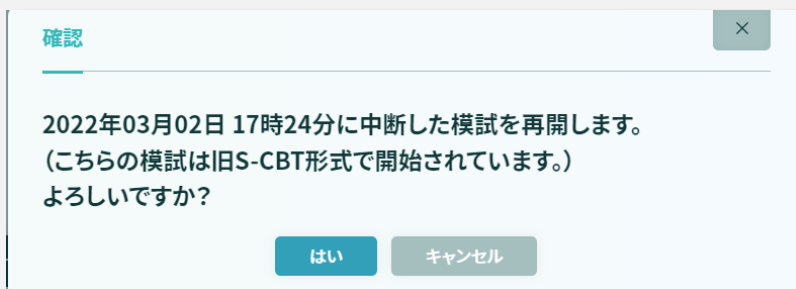 確認
×
2022年03月02日 17時24分に中断した模試を再開します。
（こちらの模試は旧S-CBT形式で開始されています。）
よろしいですか？
はい
キャンセル